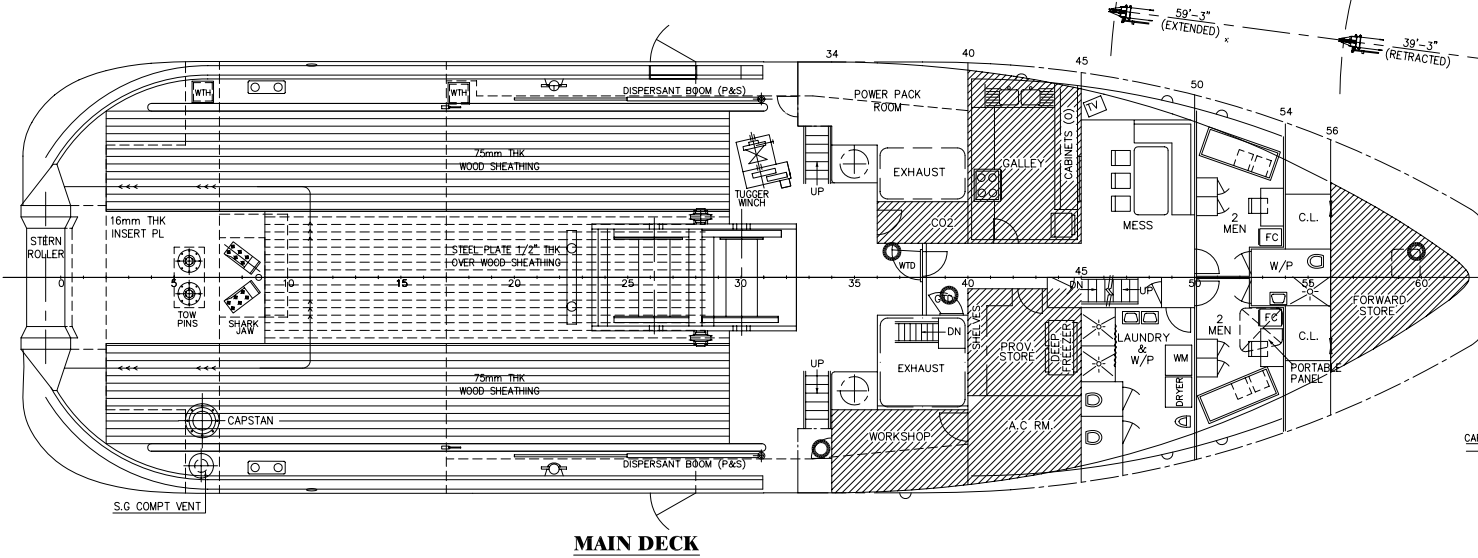 59'-3"
(EXTENDED)
x
39'-3"
(RETRACTED)
34
40
45
50
54
56
WTH
WTH
DISPERSANT BOOM (P&S)
POWER PACK
ROOM
TV
75mm THK
WOOD SHEATHING
CABINETS (O)
GALLEY
EXHAUST
UP
TUGGER
WINCH
2
MEN
C.L.
16mm THK
INSERT PL
CO2
MESS
FC
STERN
ROLLER
STEEL PLATE 1/2" THK
OVER WOOD SHEATHING
WTD
W/P
0
5
10
15
20
25
30
35
40
45
50
55
60
DN
UP
TOW
PINS
SHARK
JAW
SHELVES
FORWARD
STORE
2
MEN
FC
DN
PROV.
STORE
DEEP
FREEZER
LAUNDRY
&
W/P
C.L.
WM
PORTABLE
PANEL
UP
EXHAUST
75mm THK
WOOD SHEATHING
DRYER
CAPSTAN
WORKSHOP
A.C RM.
DISPERSANT BOOM (P&S)
S.G COMPT VENT
MAIN DECK